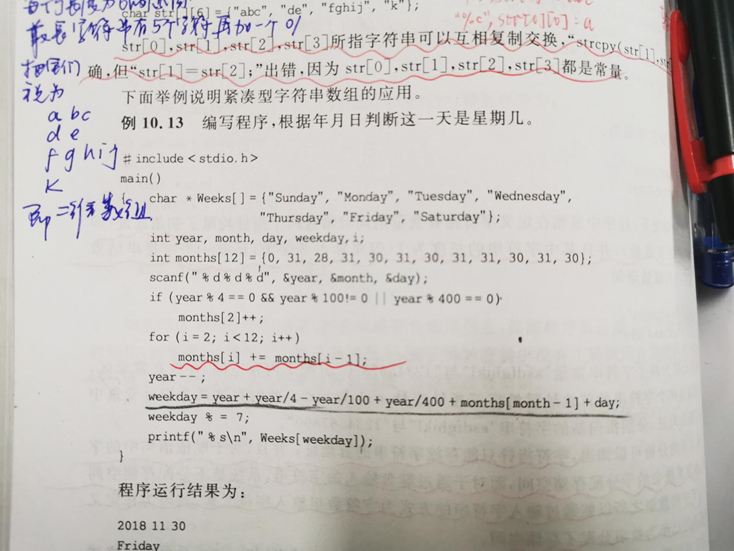 char str[][6] = {"abc", "de", "fghij", "k"};
"%c", str[0][0]: a
最长字符串有5个字符再加一个\0
str[0], str[1], str[2], str[3]所指字符串可以互相复制交换，“strcpy(str[1],
确，但“str[1]=str[2];”出错，因为 str[0], str[1], str[2], str[3]都是常量。
把它们
视为
abc
de
fghij
k
即二维数组
下面举例说明紧凑型字符串数组的应用。
例 10.13 编写程序，根据年月日判断这一天是星期几。
# include < stdio.h>
main()
{ char * Weeks[ ] = {"Sunday", "Monday", "Tuesday", "Wednesday",
"Thursday", "Friday", "Saturday"};
int year, month, day, weekday, i;
int months[12] = {0, 31, 28, 31, 30, 31, 30, 31, 31, 30, 31, 30};
scanf("%d%d%d", &year, &month, &day);
if (year % 4 == 0 && year % 100!= 0 || year % 400 == 0)
months[2]++;
for (i = 2; i<12; i++)
months[i] += months[i-1];
year--;
weekday = year + year/4 - year/100 + year/400 + months[month - 1] + day;
weekday % = 7;
printf("%s\n", Weeks[weekday]);
}
程序运行结果为：
2018 11 30
Friday